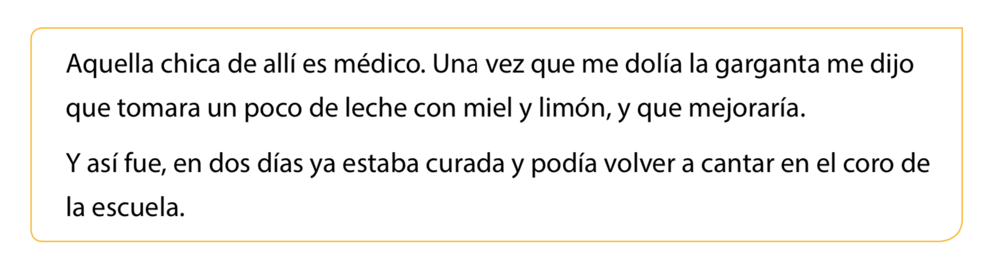 Aquella chica de allí es médico. Una vez que me dolía la garganta me dijo
que tomara un poco de leche con miel y limón, y que mejoraría.
Y así fue, en dos días ya estaba curada y podía volver a cantar en el coro de
la escuela.